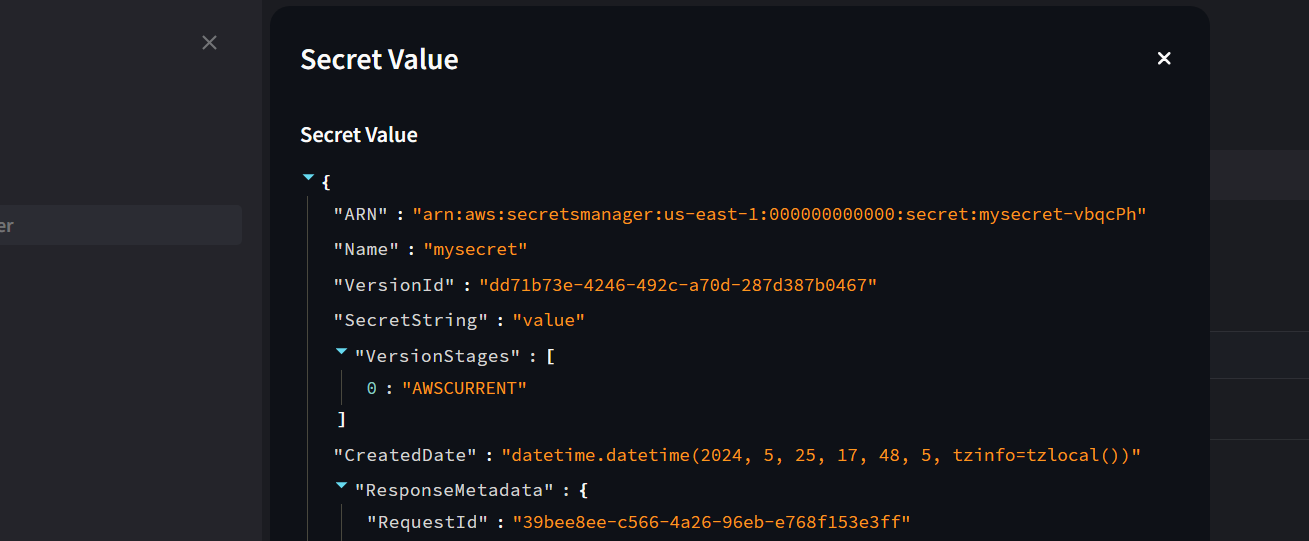 Secret Value
Secret Value
{
"ARN" : "arn:aws:secretsmanager:us-east-1:000000000000:secret:mysecret-vbqcPh"
er
"Name" : "mysecret"
"VersionId" : "dd71b73e-4246-492c-a70d-287d387b0467"
"SecretString" : "value"
"VersionStages" : [
0 : "AWSCURRENT"
]
"CreatedDate" : "datetime.datetime(2024, 5, 25, 17, 48, 5, tzinfo=tzlocal())"
"ResponseMetadata" : {
"RequestId" : "39bee8ee-c566-4a26-96eb-e768f153e3ff"